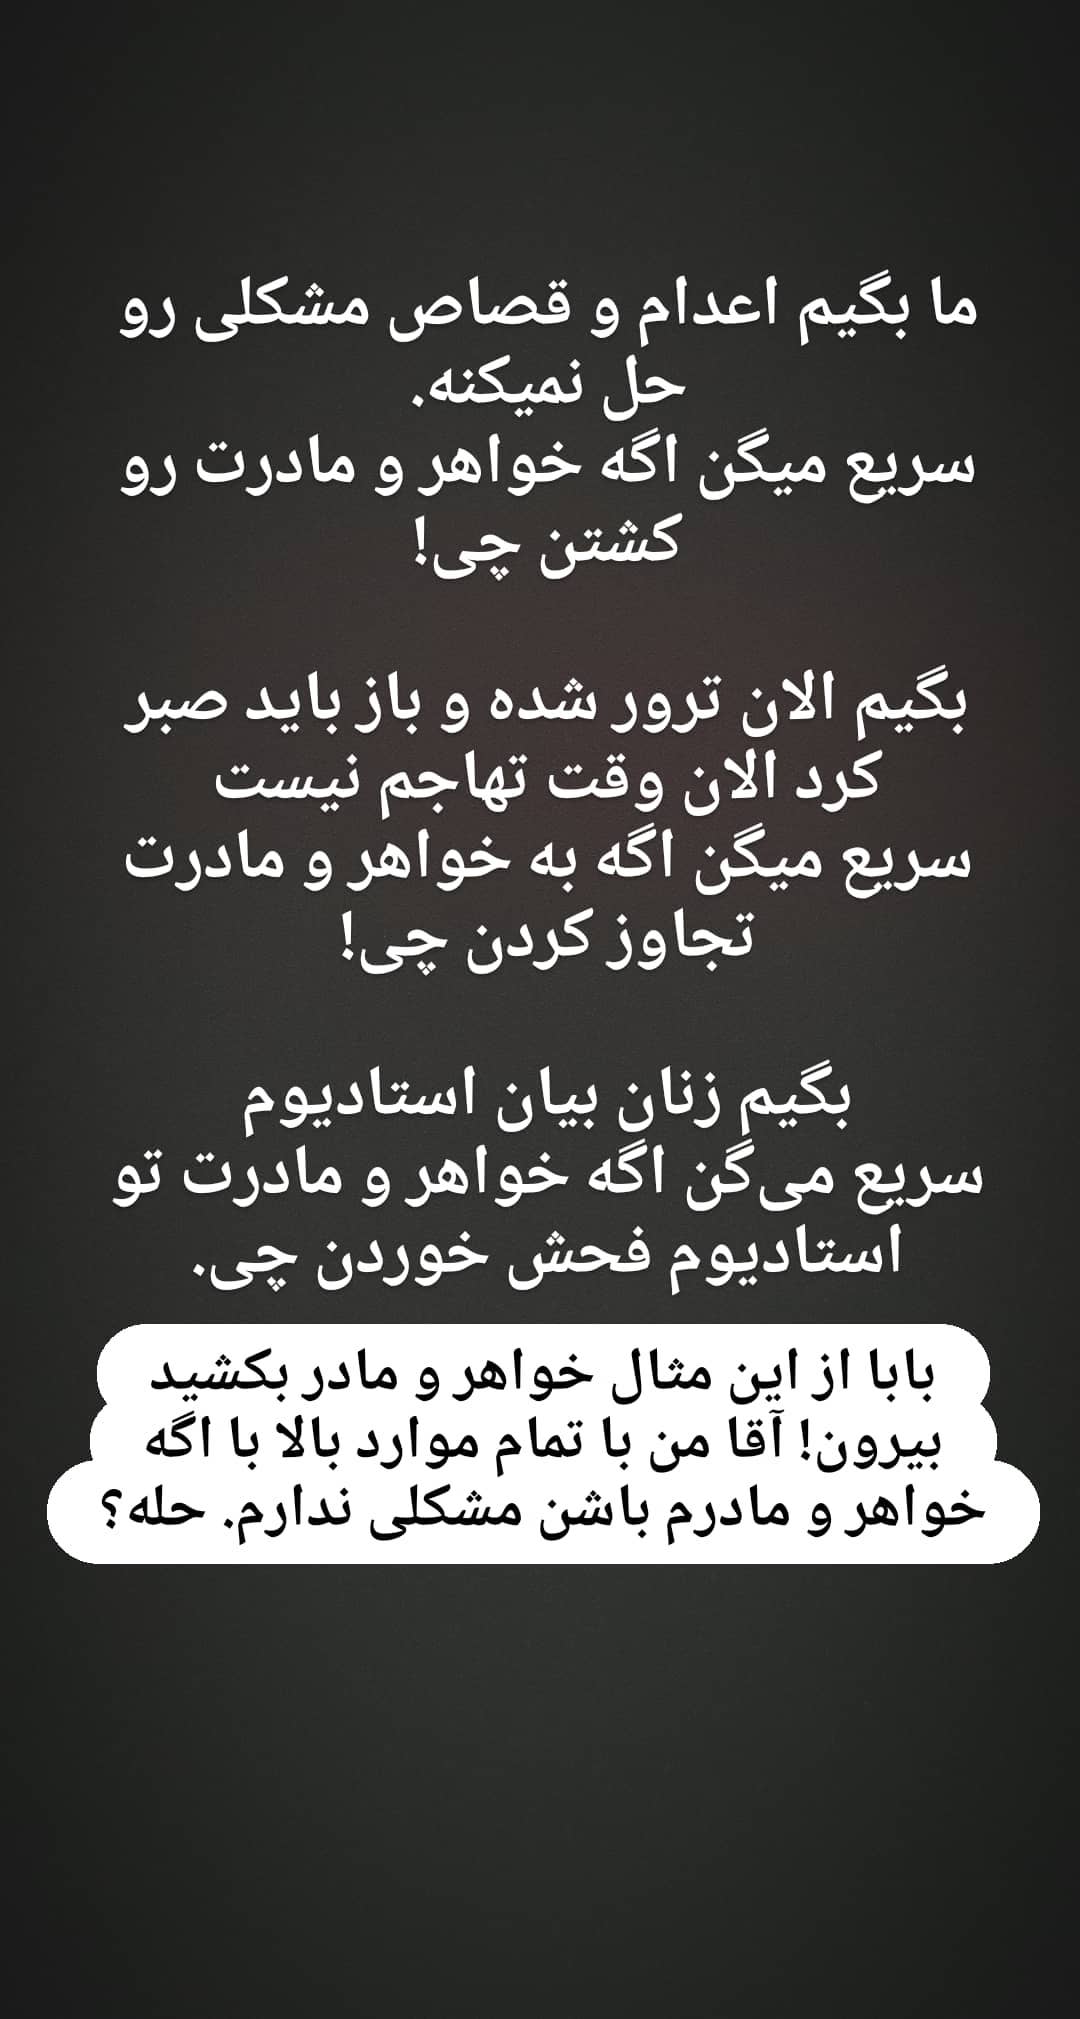 ما بگیم اعدام و قصاص مشکلی رو
حل نمیکنه.
سریع میگن اگه خواهر و مادرت رو
کشتن چی!
بگیم الان ترور شده و باز باید صبر
کرد الان وقت تهاجم نیست
سریع میگن اگه به خواهر و مادرت
تجاوز کردن چی!
بگیم زنان بیان استادیوم
سریع می‌گن اگه خواهر و مادرت تو
استادیوم فحش خوردن چی.
بابا از این مثال خواهر و مادر بکشید
بیرون! آقا من با تمام موارد بالا با اگه
خواهر و مادرم باشن مشکلی ندارم. حله؟